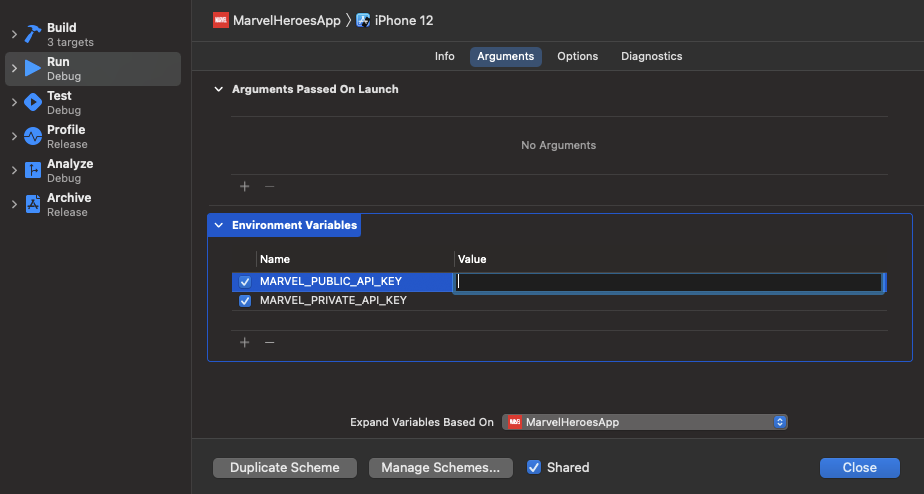 MarvelHeroesApp
iPhone 12
Build
3 targets
Run
Debug
Test
Debug
Profile
Release
Analyze
Debug
Archive
Release
Info
Arguments
Options
Diagnostics
Arguments Passed On Launch
No Arguments
Environment Variables
Name
Value
MARVEL_PUBLIC_API_KEY
MARVEL_PRIVATE_API_KEY
Expand Variables Based On
MarvelHeroesApp
Duplicate Scheme
Manage Schemes...
Shared
Close